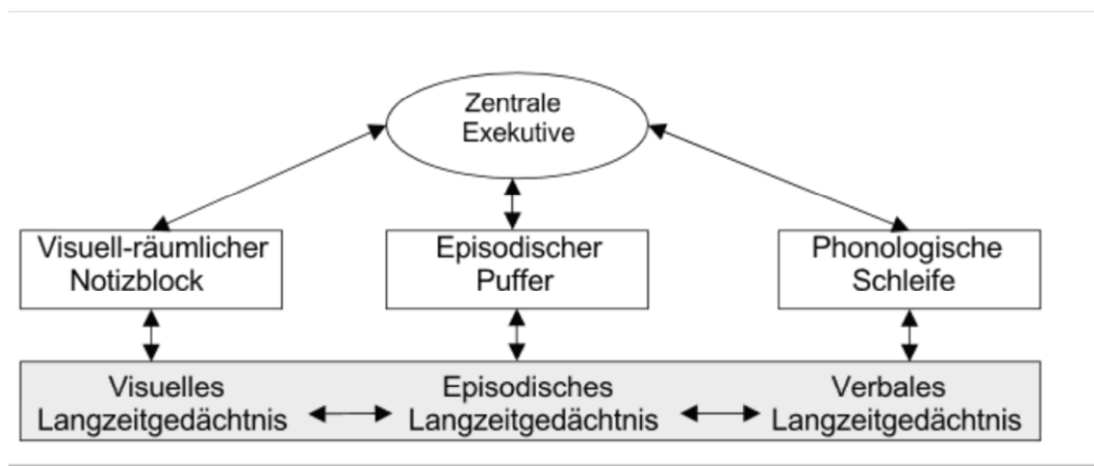 Zentrale
Exekutive
Visuell-räumlicher
Notizblock
Episodischer
Puffer
Phonologische
Schleife
Visuelles
Langzeitgedächtnis
Episodisches
Langzeitgedächtnis
Verbales
Langzeitgedächtnis